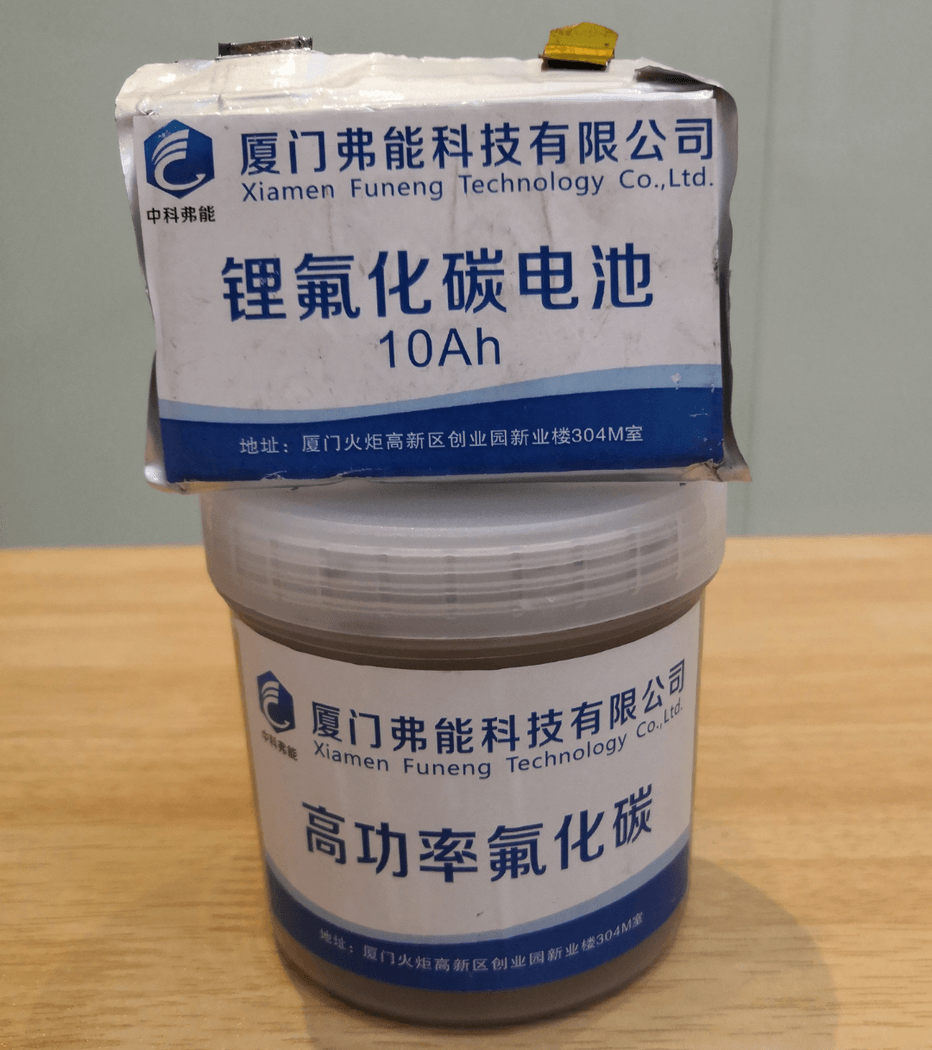 厦门弗能科技有限公司
Xiamen Funeng Technology Co.,Ltd.
中科弗能
锂氟化碳电池
10Ah
地址：厦门火炬高新区创业园新业楼304M室
厦门弗能科技有限公司
Xiamen Funeng Technology Co.,Ltd.
中科弗能
高功率氟化碳
地址：厦门火炬高新区创业园新业楼304M室